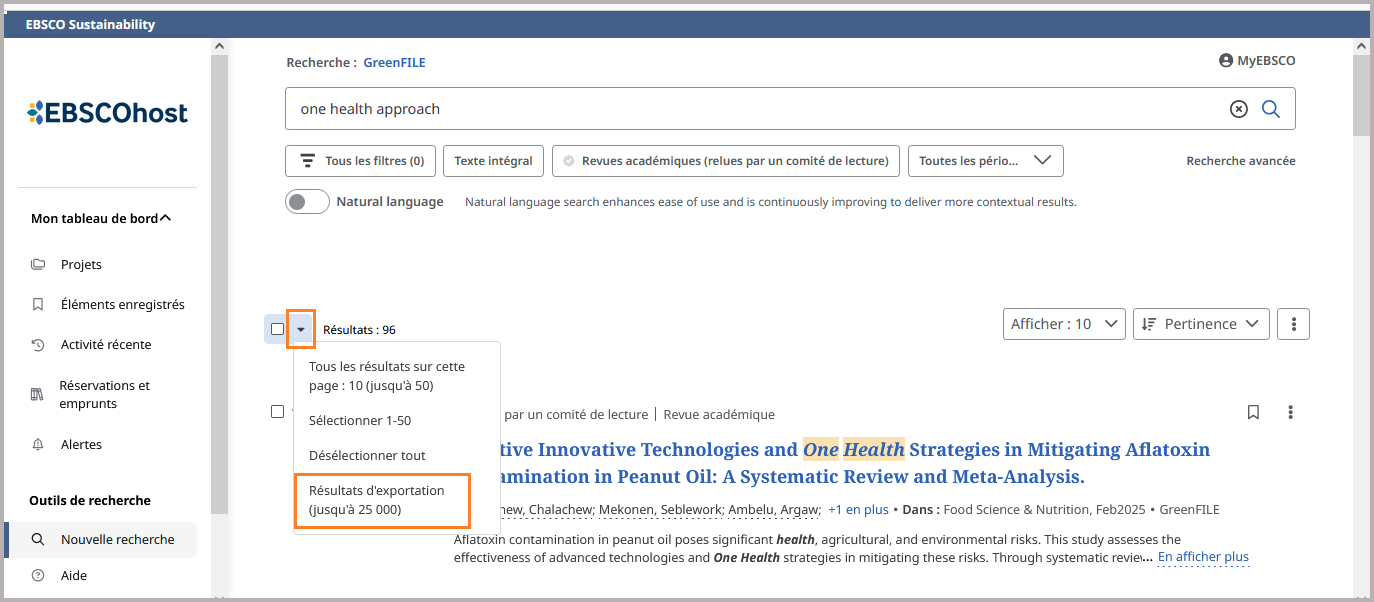 EBSCO Sustainability
EBSCOhost
Mon tableau de bord
Projets
Éléments enregistrés
Activité récente
Réservations et
emprunts
Alertes
Outils de recherche
Nouvelle recherche
Aide
Recherche : GreenFILE
MyEBSCO
one health approach
Tous les filtres (0)
Texte intégral
Revues académiques (relues par un comité de lecture)
Toutes les pério...
Recherche avancée
Natural language
Natural language search enhances ease of use and is continuously improving to deliver more contextual results.
Résultats : 96
Afficher : 10
Pertinence
Tous les résultats sur cette
page : 10 (jusqu'à 50)
Sélectionner 1-50
Désélectionner tout
Résultats d'exportation
(jusqu'à 25 000)
par un comité de lecture | Revue académique
Innovative Technologies and One Health Strategies in Mitigating Aflatoxin
in Peanut Oil: A Systematic Review and Meta-Analysis.
Chalachew; Mekonen, Seblework; Ambelu, Argaw; +1 en plus • Dans : Food Science & Nutrition, Feb2025 • GreenFILE
Aflatoxin contamination in peanut oil poses significant health, agricultural, and environmental risks. This study assesses the
effectiveness of advanced technologies and One Health strategies in mitigating these risks. Through systematic ... En afficher plus